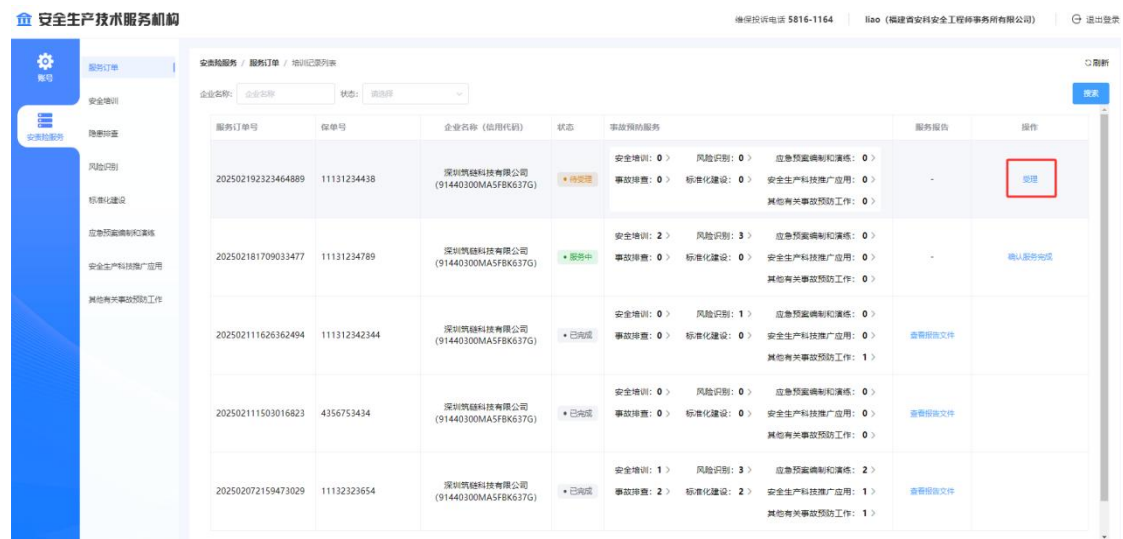 安全生产技术服务机构
维保投诉电话 5816-1164 liao (福建省安科安全工程师事务所有限公司) 退出登录
账号
安责险服务
服务订单
安全培训
隐患排查
风险识别
标准化建设
应急预案编制和演练
安全生产科技推广应用
其他有关事故预防工作
安责险服务 / 服务订单 / 培训记录列表 刷新
企业名称: 企业名称 状态: 请选择 搜索
服务订单号 保单号 企业名称 (信用代码) 状态 事故预防服务 服务报告 操作
安全培训: 0 > 风险识别: 0 > 应急预案编制和演练: 0 >
202502192323464889 11131234438 深圳筑链科技有限公司 (91440300MA5FBK637G) • 待受理 事故排查: 0 > 标准化建设: 0 > 安全生产科技推广应用: 0 > - 受理
其他有关事故预防工作: 0 >
安全培训: 2 > 风险识别: 3 > 应急预案编制和演练: 0 >
202502181709033477 11131234789 深圳筑链科技有限公司 (91440300MA5FBK637G) • 服务中 事故排查: 0 > 标准化建设: 0 > 安全生产科技推广应用: 0 > - 确认服务完成
其他有关事故预防工作: 0 >
安全培训: 0 > 风险识别: 1 > 应急预案编制和演练: 0 >
202502111626362494 111312342344 深圳筑链科技有限公司 (91440300MA5FBK637G) • 已完成 事故排查: 0 > 标准化建设: 0 > 安全生产科技推广应用: 0 > 查看报告文件
其他有关事故预防工作: 1 >
安全培训: 0 > 风险识别: 0 > 应急预案编制和演练: 0 >
202502111503016823 4356753434 深圳筑链科技有限公司 (91440300MA5FBK637G) • 已完成 事故排查: 0 > 标准化建设: 0 > 安全生产科技推广应用: 0 > 查看报告文件
其他有关事故预防工作: 0 >
安全培训: 1 > 风险识别: 3 > 应急预案编制和演练: 2 >
202502072159473029 11132323654 深圳筑链科技有限公司 (91440300MA5FBK637G) • 已完成 事故排查: 2 > 标准化建设: 2 > 安全生产科技推广应用: 1 > 查看报告文件
其他有关事故预防工作: 1 >